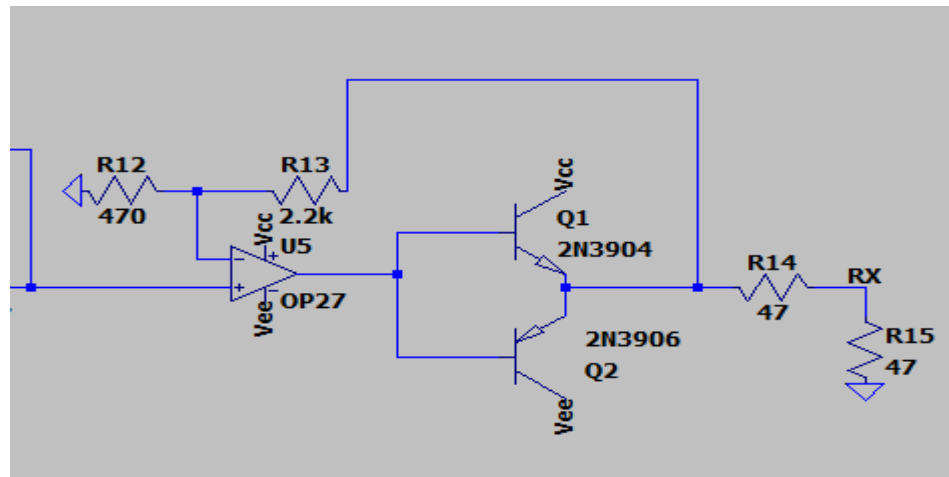 R12
470
R13
2.2k
Vcc
U5
OP27
Vee
Vcc
Q1
2N3904
2N3906
Q2
Vee
R14
47
RX
R15
47